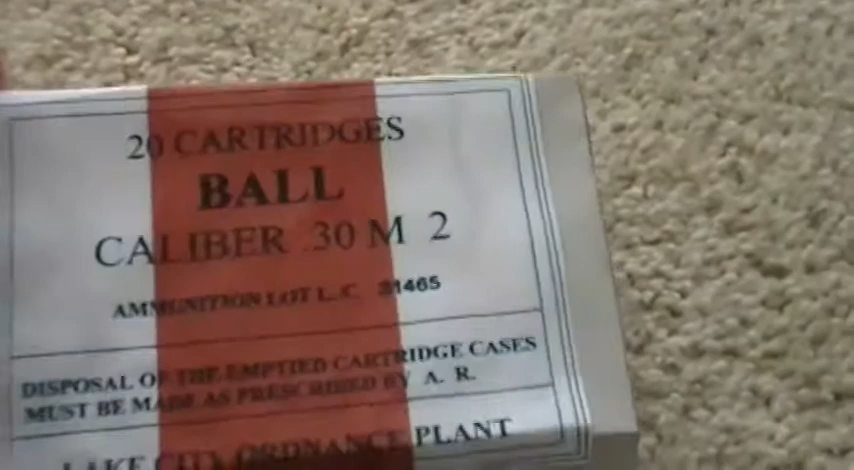 20 CARTRIDGES
BALL
CALIBER .30 M 2
AMMUNITION LOT L.C. 31465
DISPOSAL OF THE EMPTIED CARTRIDGE CASES
MUST BE MADE AS PRESCRIBED BY A. R.
LAKE CITY ORDNANCE PLANT